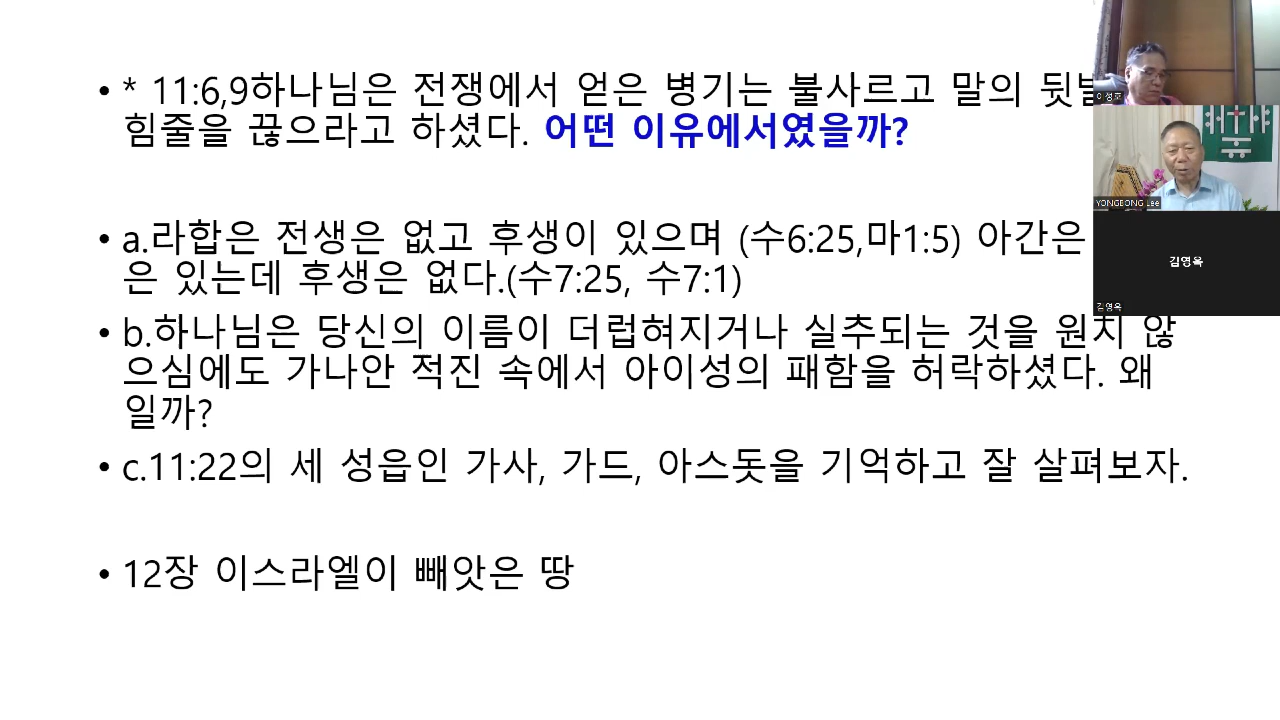 • * 11:6,9하나님은 전쟁에서 얻은 병기는 불사르고 말의
힘줄을 끊으라고 하셨다. 어떤 이유에서였을까?
• a.라합은 전생은 없고 후생이 있으며 (수6:25,마1:5) 아간은
은 있는데 후생은 없다.(수7:25, 수7:1)
• b.하나님은 당신의 이름이 더럽혀지거나 실추되는 것을 원치 않
으심에도 가나안 적진 속에서 아이성의 패함을 허락하셨다. 왜
일까?
• c.11:22의 세 성읍인 가사, 가드, 아스돗을 기억하고 잘 살펴보자.
• 12장 이스라엘이 빼앗은 땅
YONGBONG Lee
김영옥
김영옥